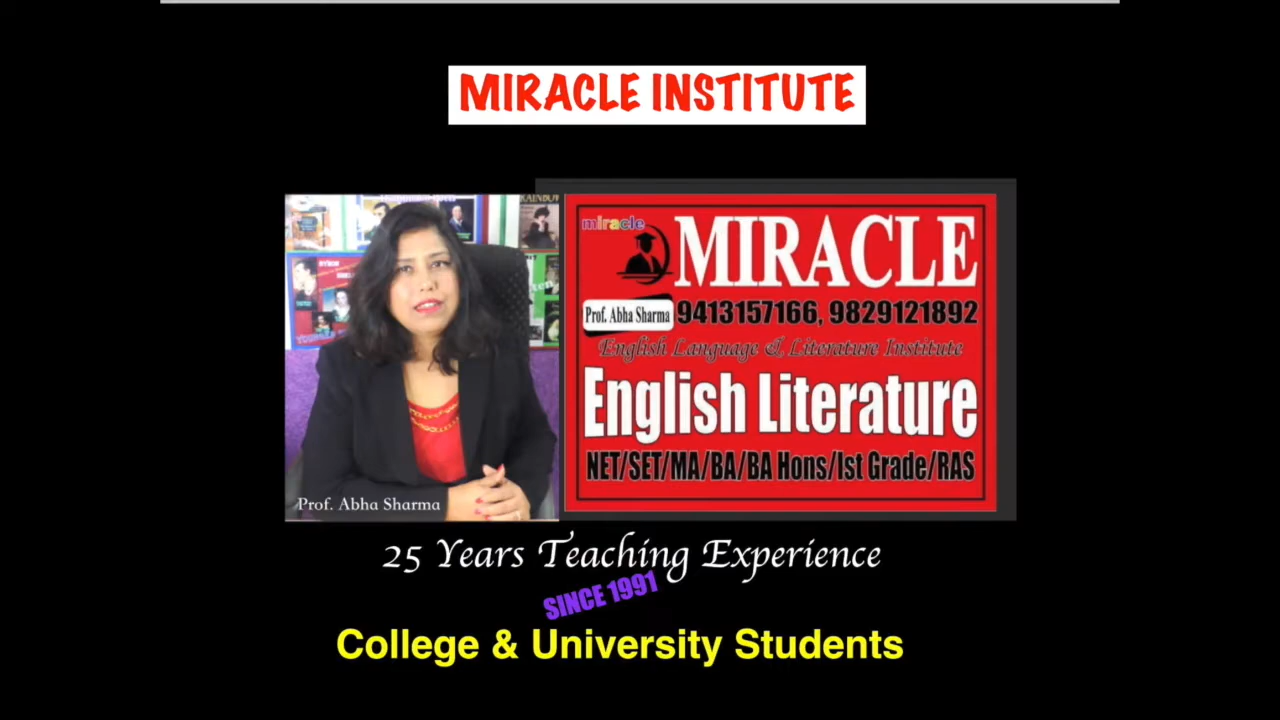 MIRACLE INSTITUTE
miracle
MIRACLE
Prof. Abha Sharma
9413157166, 9829121892
English Language & Literature Institute
English Literature
NET/SET/MA/BA/BA Hons/Ist Grade/RAS
Prof. Abha Sharma
25 Years Teaching Experience
SINCE 1991
College & University Students